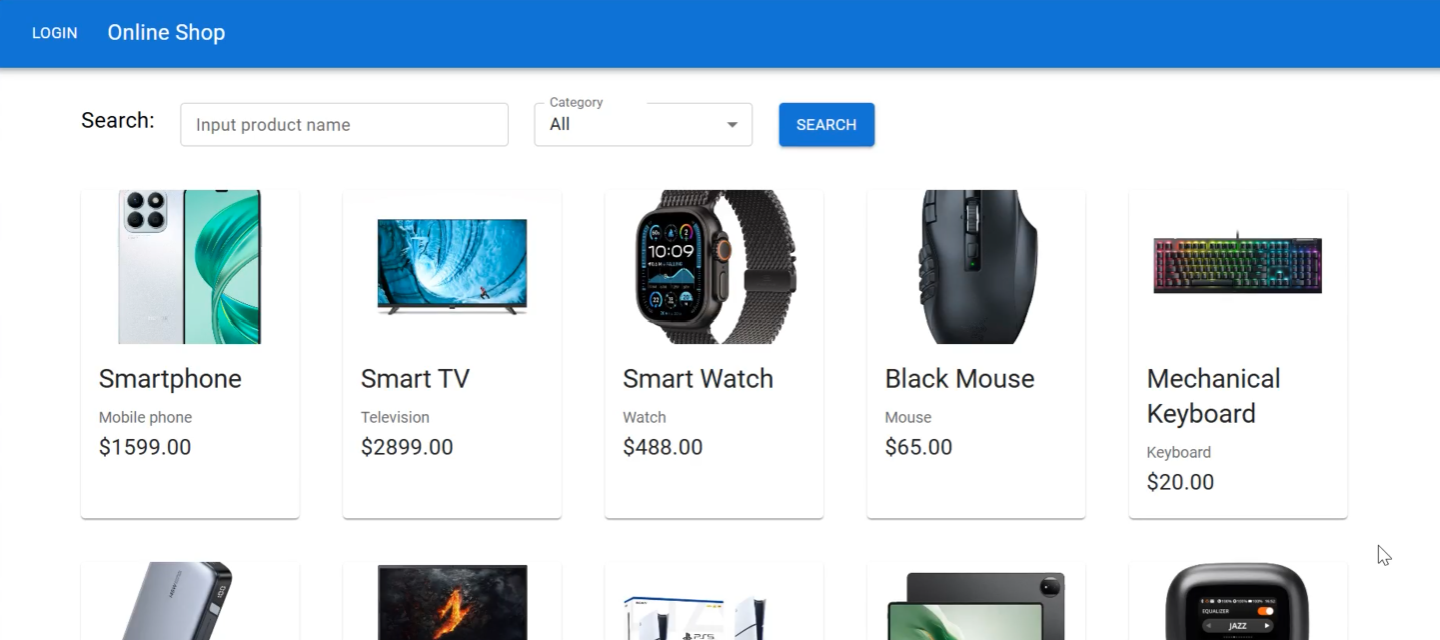 LOGIN Online Shop
Category
Search: Input product name All SEARCH
10:09
Smartphone Smart TV Smart Watch Black Mouse Mechanical
Keyboard
Mobile phone Television Watch Mouse Keyboard
$1599.00 $2899.00 $488.00 $65.00 $20.00
PS5
EQUALIZER
JAZZ